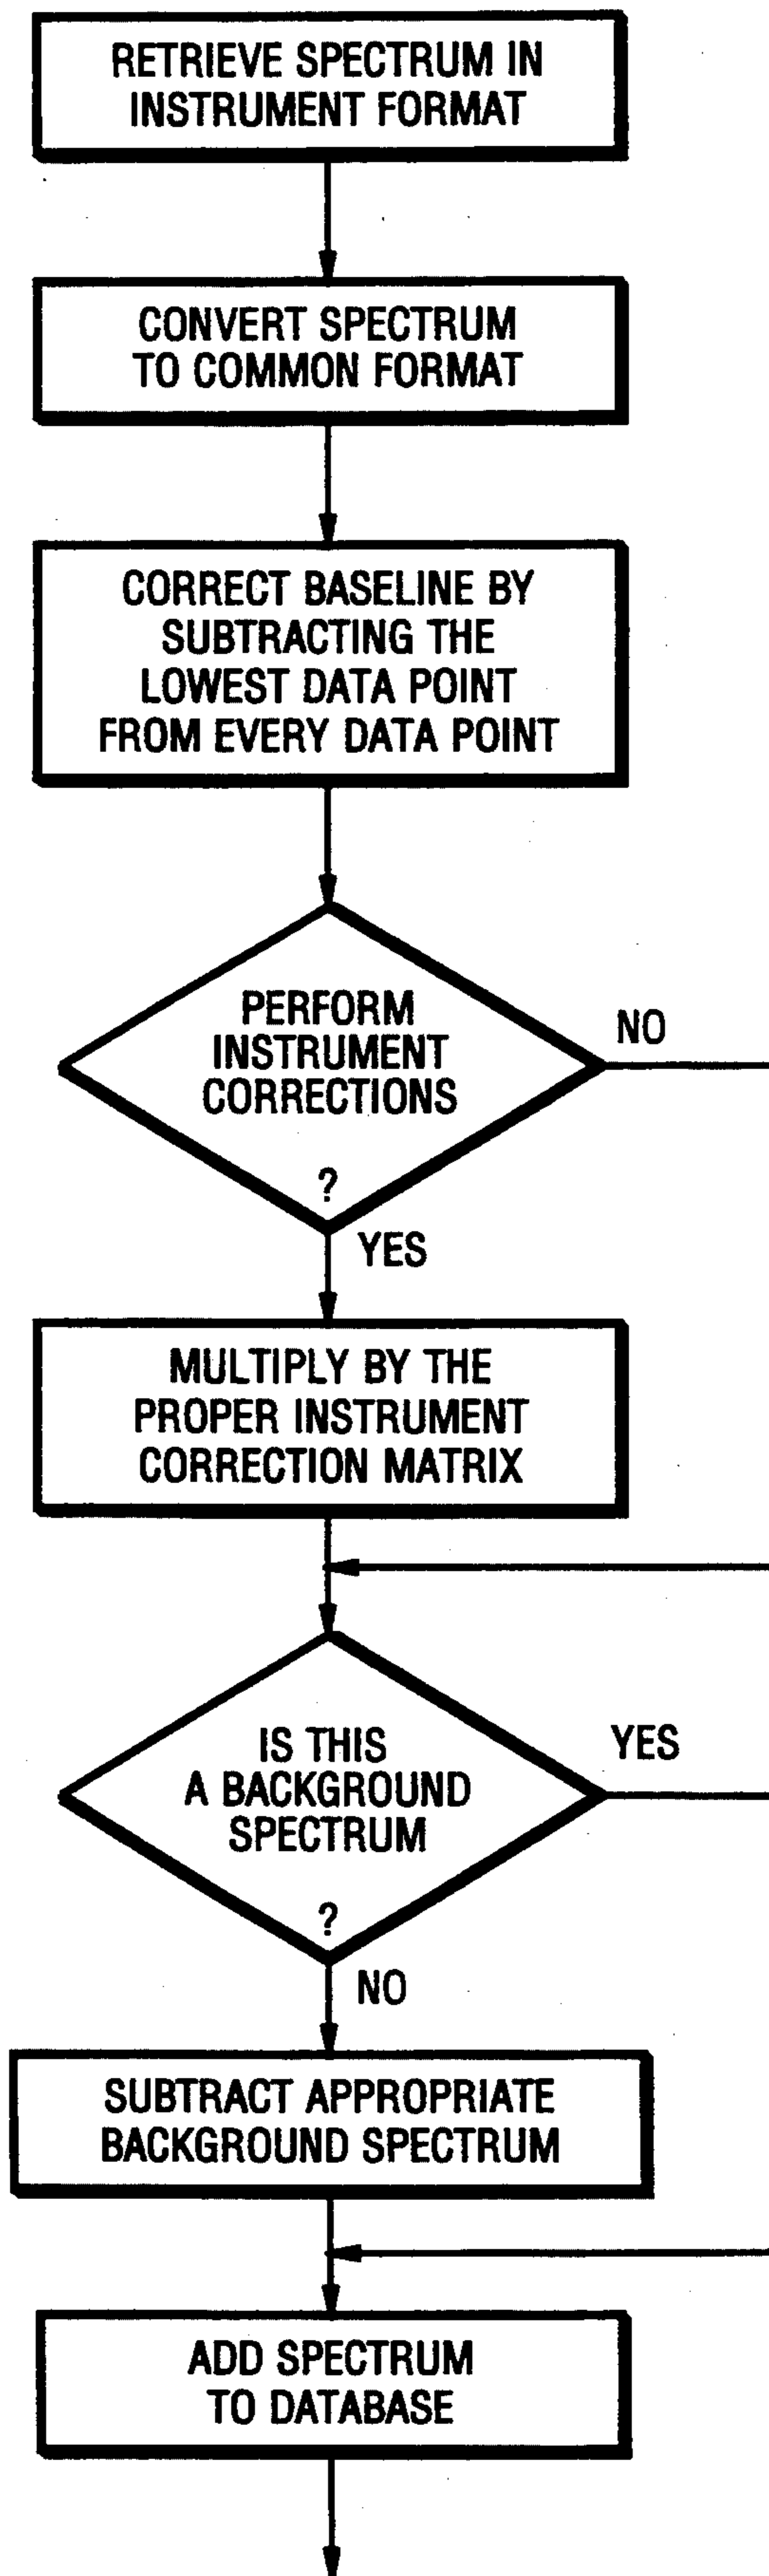 RETRIEVE SPECTRUM IN
INSTRUMENT FORMAT
CONVERT SPECTRUM
TO COMMON FORMAT
CORRECT BASELINE BY
SUBTRACTING THE
LOWEST DATA POINT
FROM EVERY DATA POINT
PERFORM
INSTRUMENT
CORRECTIONS
?
NO
YES
MULTIPLY BY THE
PROPER INSTRUMENT
CORRECTION MATRIX
IS THIS
A BACKGROUND
SPECTRUM
?
YES
NO
SUBTRACT APPROPRIATE
BACKGROUND SPECTRUM
ADD SPECTRUM
TO DATABASE